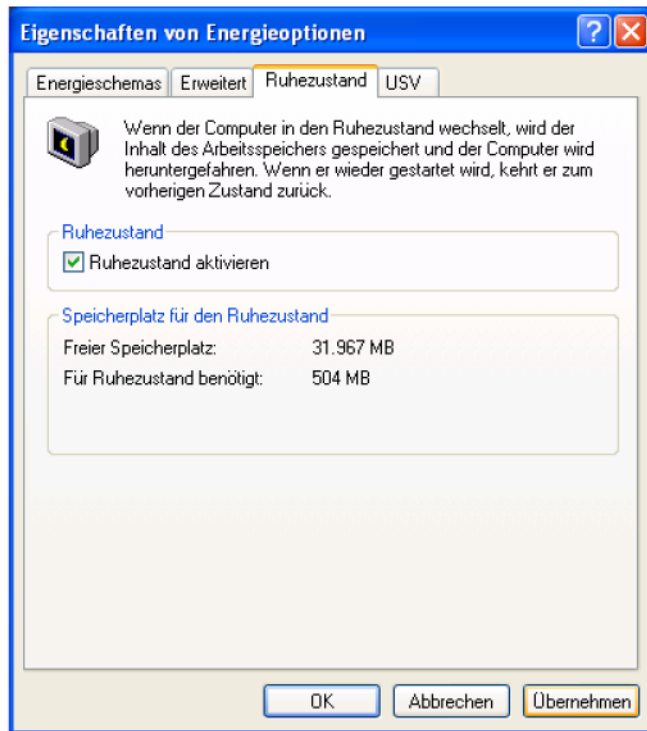 Eigenschaften von Energieoptionen
Energieschemas Erweitert Ruhezustand USV
Wenn der Computer in den Ruhezustand wechselt, wird der
Inhalt des Arbeitsspeichers gespeichert und der Computer wird
heruntergefahren. Wenn er wieder gestartet wird, kehrt er zum
vorherigen Zustand zurück.
Ruhezustand
Ruhezustand aktivieren
Speicherplatz für den Ruhezustand
Freier Speicherplatz: 31.967 MB
Für Ruhezustand benötigt: 504 MB
OK Abbrechen Übernehmen